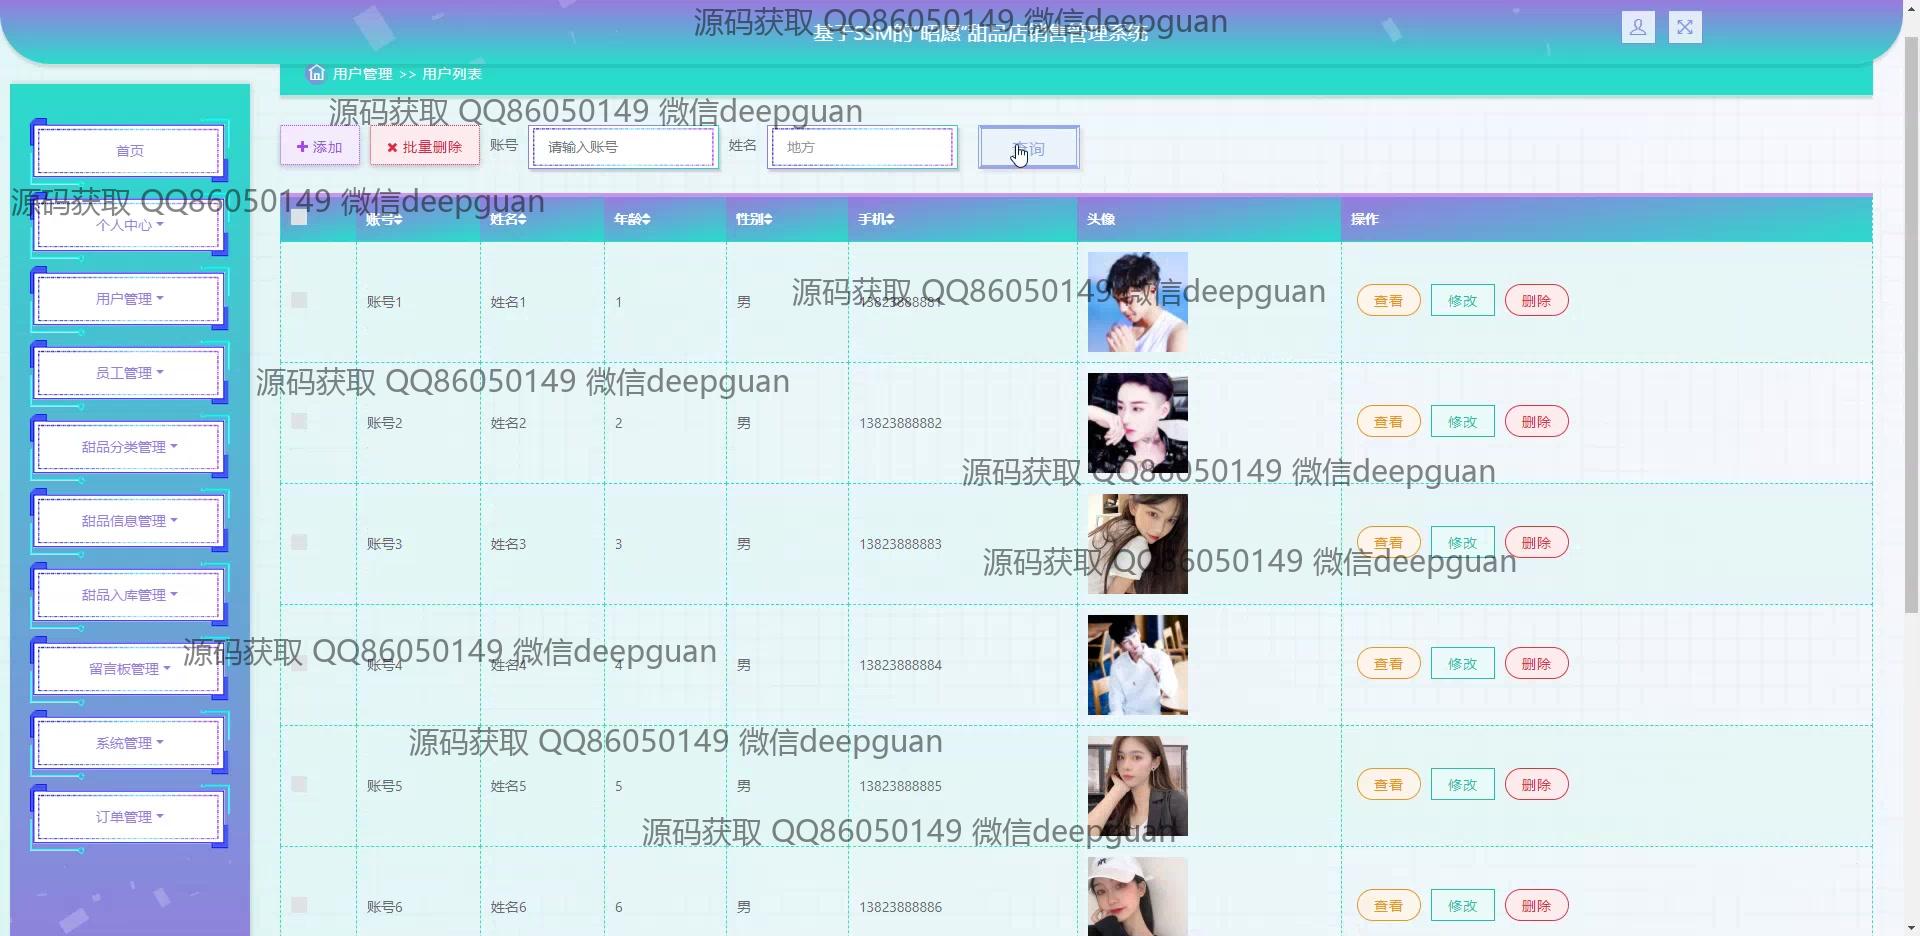 源码获取 QQ86050149 微信deepguan
基于SSM的“昭愿”甜品店销售管理系统
用户管理 >> 用户列表
源码获取 QQ86050149 微信deepguan
添加 批量删除 账号 请输入账号 姓名 地方 查询
首页
源码获取 QQ86050149 微信deepguan
个人中心
用户管理
员工管理
甜品分类管理
甜品信息管理
甜品入库管理
留言板管理
系统管理
订单管理
账号 姓名 年龄 性别 手机 头像 操作
源码获取 QQ86050149 微信deepguan
账号1 姓名1 1 男 13823888881 查看 修改 删除
源码获取 QQ86050149 微信deepguan
账号2 姓名2 2 男 13823888882 查看 修改 删除
源码获取 QQ86050149 微信deepguan
账号3 姓名3 3 男 13823888883 查看 修改 删除
源码获取 QQ86050149 微信deepguan
源码获取 QQ86050149 微信deepguan
账号4 姓名4 4 男 13823888884 查看 修改 删除
源码获取 QQ86050149 微信deepguan
账号5 姓名5 5 男 13823888885 查看 修改 删除
源码获取 QQ86050149 微信deepguan
账号6 姓名6 6 男 13823888886 查看 修改 删除